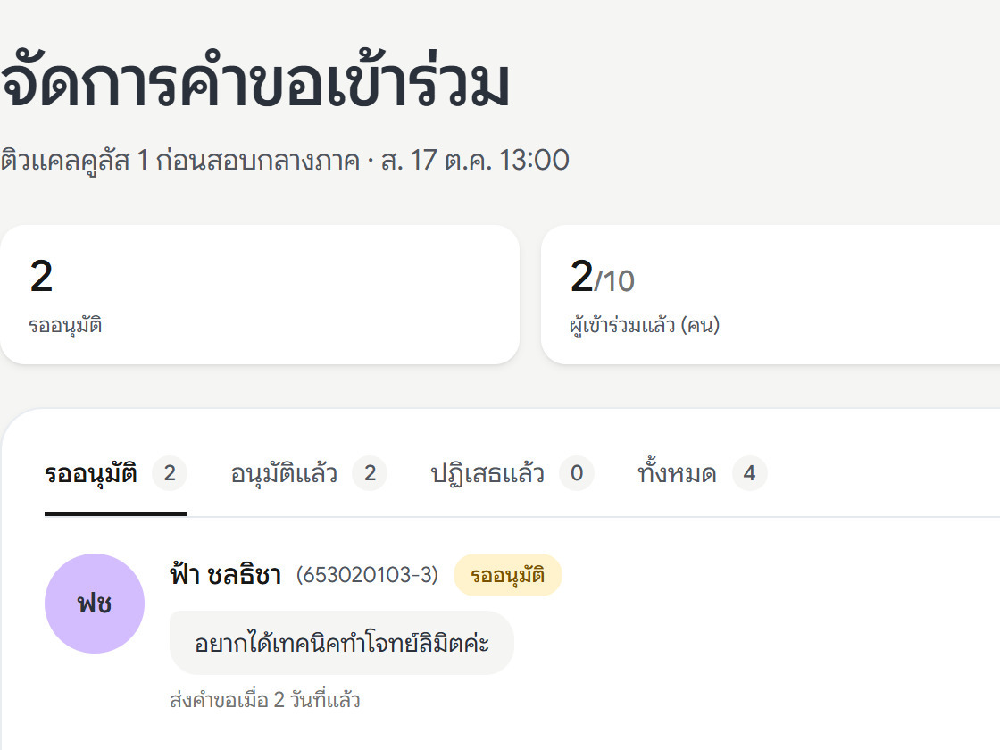 จัดการคำขอเข้าร่วม
ติวแคลคูลัส 1 ก่อนสอบกลางภาค · ส. 17 ต.ค. 13:00
2
รออนุมัติ
2/10
ผู้เข้าร่วมแล้ว (คน)
รออนุมัติ 2 อนุมัติแล้ว 2 ปฏิเสธแล้ว 0 ทั้งหมด 4
ฟช
ฟ้า ชลธิชา (653020103-3) รออนุมัติ
อยากได้เทคนิคทำโจทย์ลิมิตค่ะ
ส่งคำขอเมื่อ 2 วันที่แล้ว